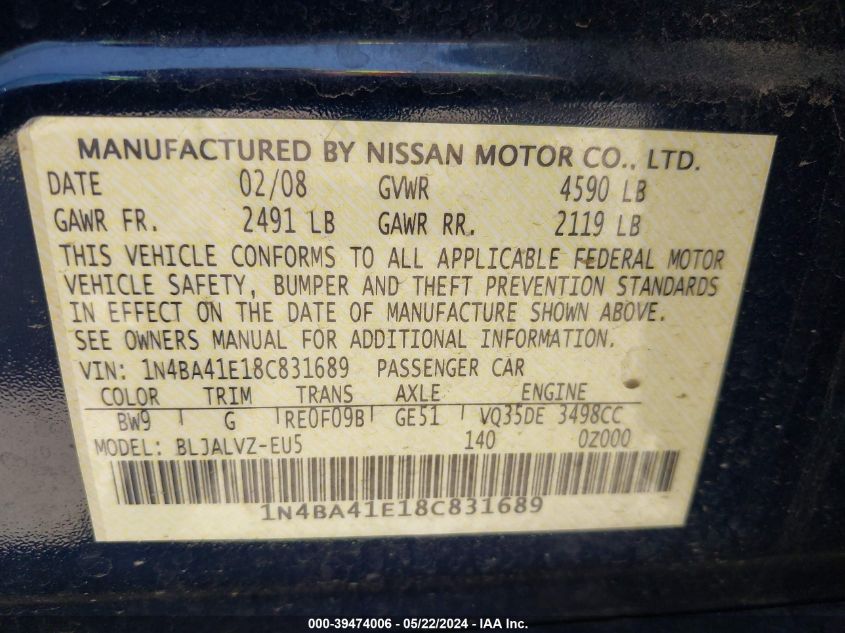 MANUFACTURED BY NISSAN MOTOR CO., LTD.
DATE 02/08 GVWR 4590 LB
GAWR FR. 2491 LB GAWR RR. 2119 LB
THIS VEHICLE CONFORMS TO ALL APPLICABLE FEDERAL MOTOR
VEHICLE SAFETY, BUMPER AND THEFT PREVENTION STANDARDS
IN EFFECT ON THE DATE OF MANUFACTURE SHOWN ABOVE.
SEE OWNERS MANUAL FOR ADDITIONAL INFORMATION.
VIN: 1N4BA41E18C831689 PASSENGER CAR
COLOR TRIM TRANS AXLE ENGINE
BW9 G RE0F09B GE51 VQ35DE 3498CC
MODEL: BLJALVZ-EU5 140 0Z000
1N4BA41E18C831689
000-39474006 - 05/22/2024 - IAA Inc.